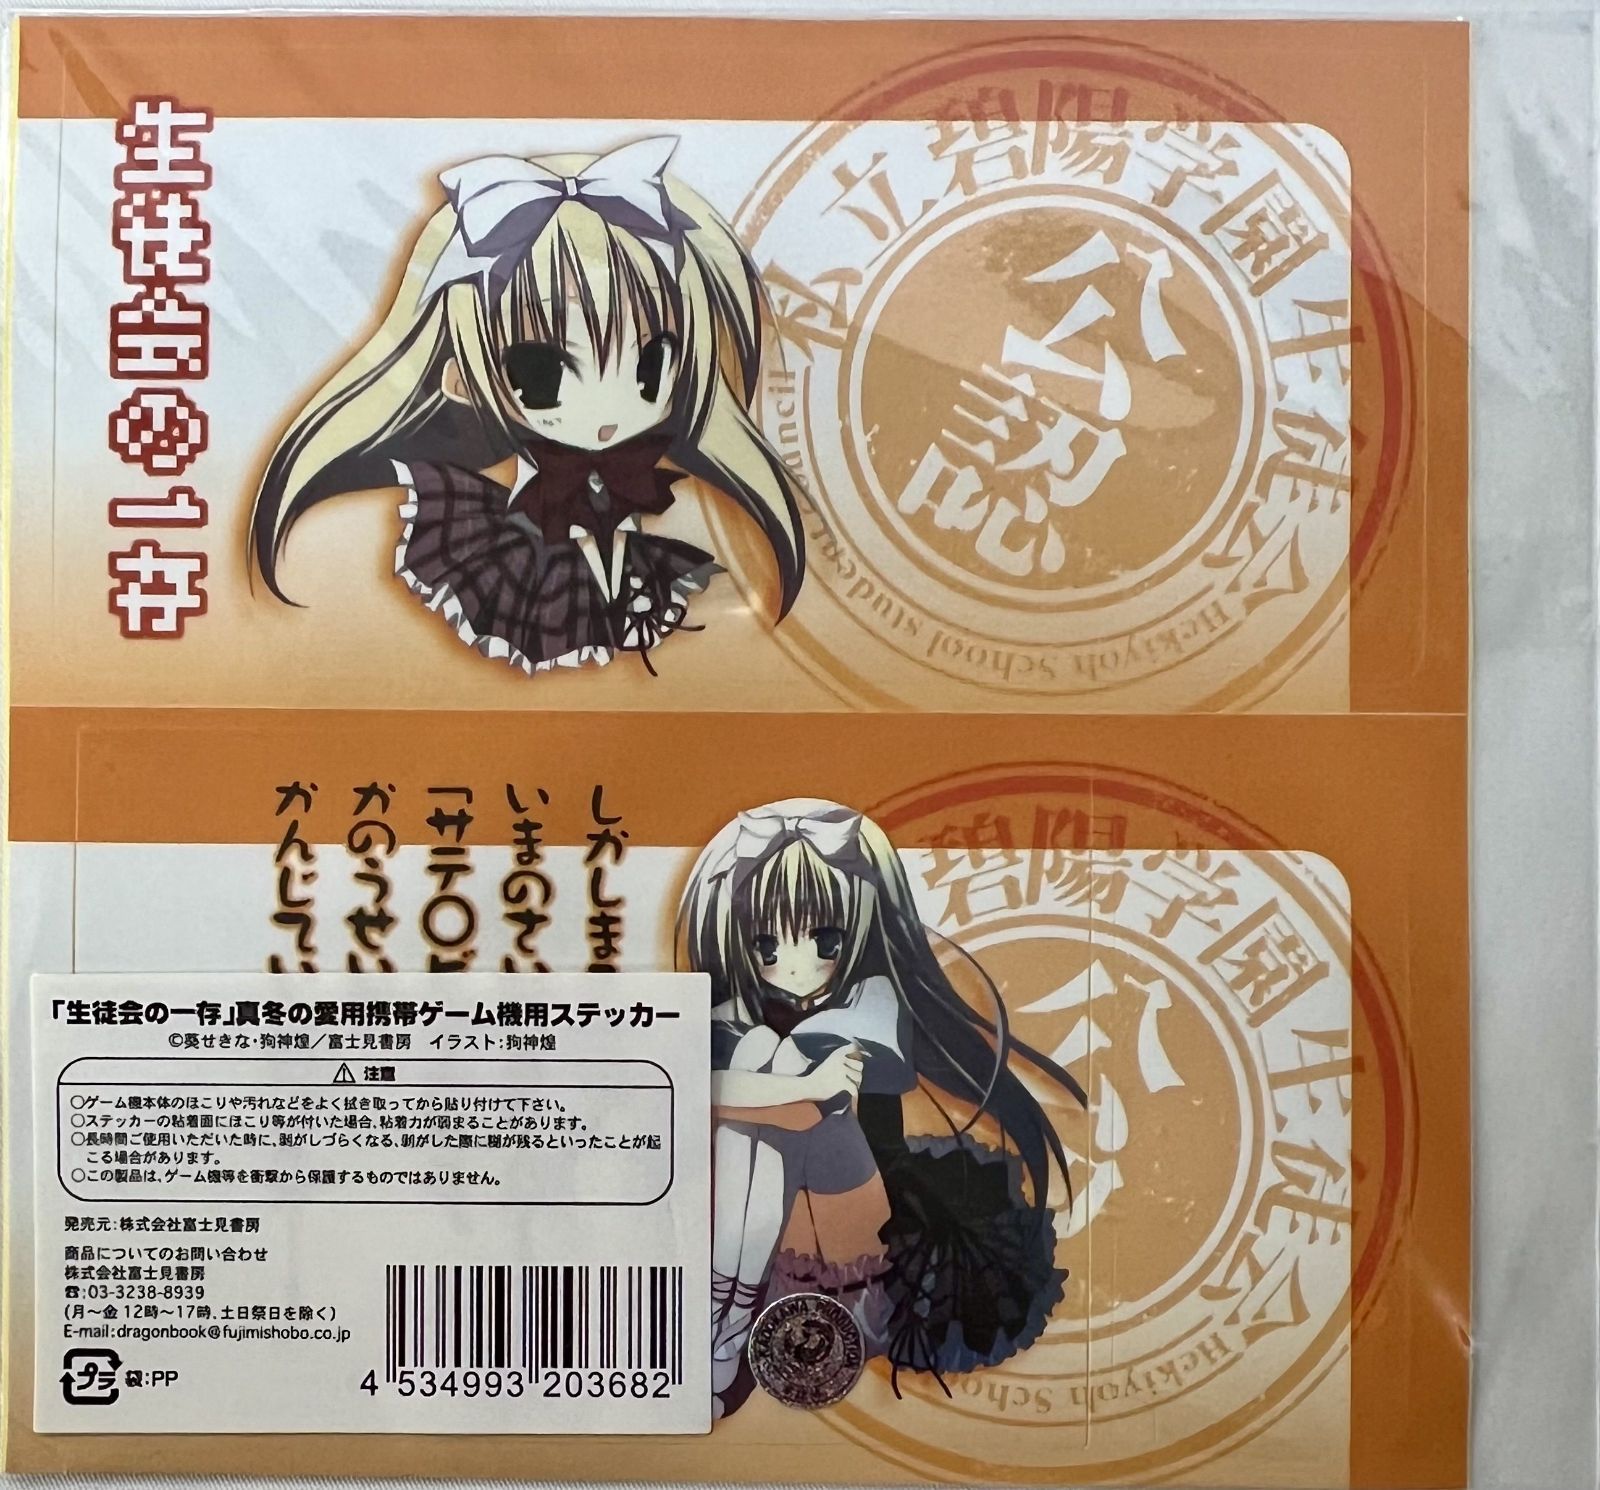 生徒会の一存
私立碧陽学園生徒会
公認
Hekiyoh School student council
しかしま
いまのさい
「サテ〇ビ
かのうせい
かんじてい
碧陽学園生徒会
公認
Hekiyoh School
「生徒会の一存」真冬の愛用携帯ゲーム機用ステッカー
©葵せきな・狗神煌／富士見書房　イラスト：狗神煌
⚠ 注意
○ゲーム機本体のほこりや汚れなどをよく拭き取ってから貼り付けて下さい。
○ステッカーの粘着面にほこり等が付いた場合、粘着力が弱まることがあります。
○長時間ご使用いただいた時に、剥がしづらくなる、剥がした際に糊が残るといったことが起
こる場合があります。
○この製品は、ゲーム機等を衝撃から保護するものではありません。
発売元：株式会社富士見書房
商品についてのお問い合わせ
株式会社富士見書房
☎：03-3238-8939
(月～金 12時～17時、土日祭日を除く)
E-mail：dragonbook@fujimishobo.co.jp
プラ 袋：PP
4 534993 203682
KADOKAWA PRODUCTION